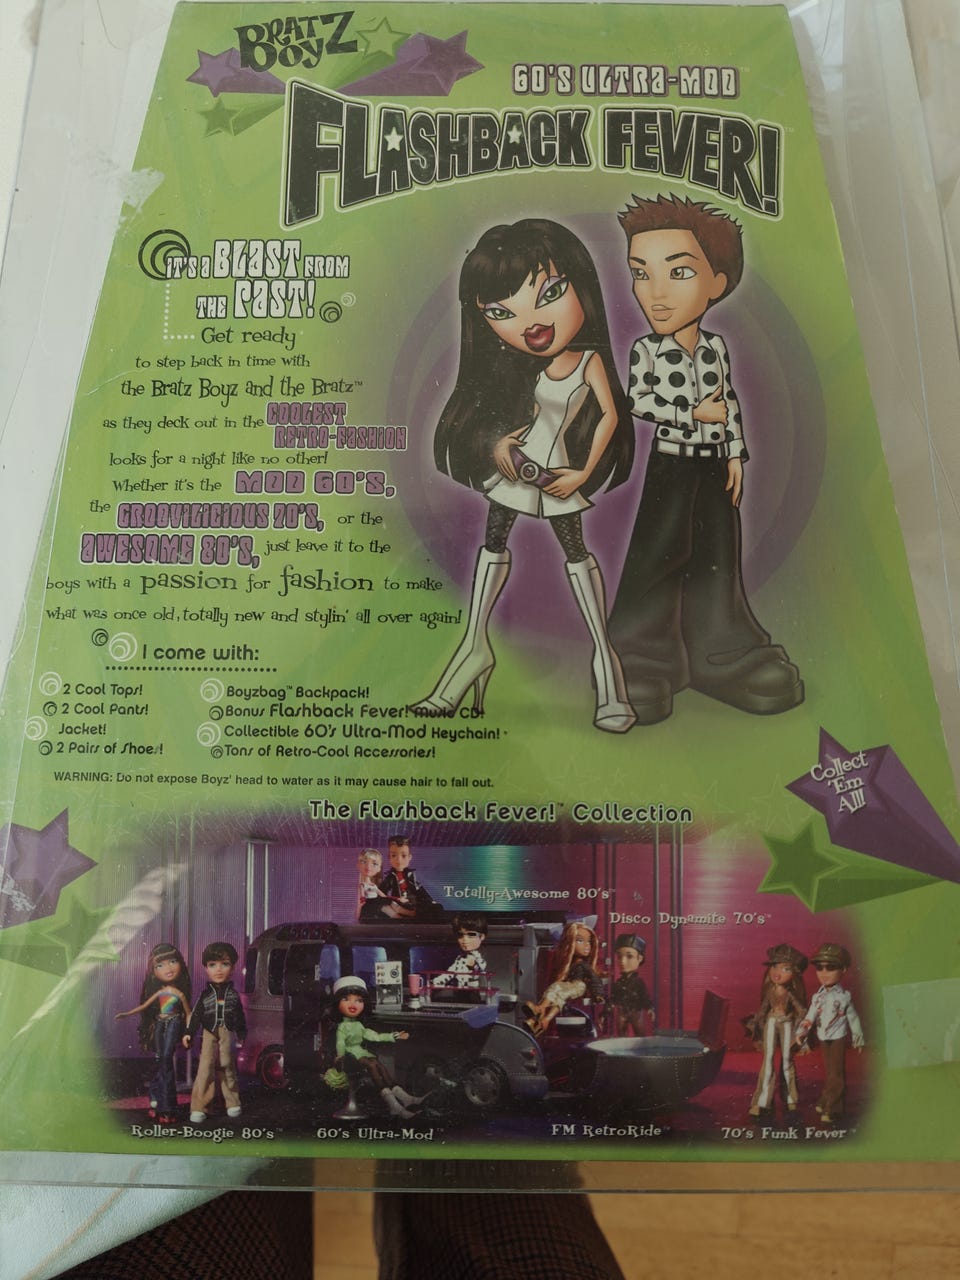 BRATZ
BOYZ
60'S ULTRA-MOD™
FLASHBACK FEVER!™
IT'S A BLAST FROM
THE PAST!
Get ready
to step back in time with
the Bratz Boyz and the Bratz™
as they deck out in the COOLEST
RETRO-FASHION
looks for a night like no other!
Whether it's the MOD 60'S,
the GROOVILICIOUS 70'S, or the
AWESOME 80'S, just leave it to the
boys with a passion for fashion to make
what was once old, totally new and stylin' all over again!
I come with:
2 Cool Tops!
2 Cool Pants!
Jacket!
2 Pairs of Shoes!
Boyzbag™ Backpack!
Bonus Flashback Fever! Music CD!
Collectible 60'S Ultra-Mod Keychain!
Tons of Retro-Cool Accessories!
WARNING: Do not expose Boyz' head to water as it may cause hair to fall out.
Collect
'Em
All!
The Flashback Fever!™ Collection
Totally-Awesome 80's™
Disco Dynamite 70's™
Roller-Boogie 80's™
60's Ultra-Mod™
FM RetroRide™
70's Funk Fever™